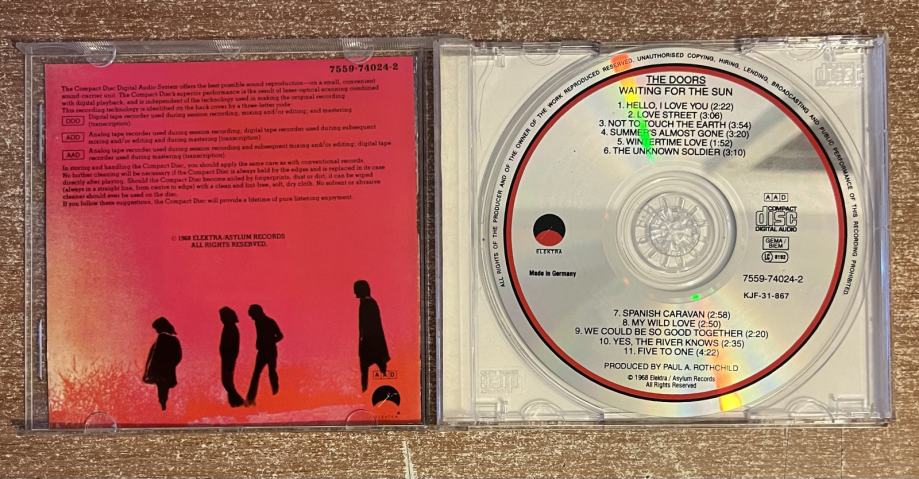 7559-74024-2
The Compact Disc Digital Audio System offers the best possible sound reproduction—on a small, convenient
sound-carrier unit. The Compact Disc's superior performance is the result of laser-optical scanning combined
with digital playback, and is independent of the technology used in making the original recording.
This recording technology is identified on the back cover by a three-letter code:
DDD Digital tape recorder used during session recording, mixing and/or editing, and mastering
(transcription).
ADD Analog tape recorder used during session recording; digital tape recorder used during subsequent
mixing and/or editing and during mastering (transcription).
AAD Analog tape recorder used during session recording and subsequent mixing and/or editing; digital tape
recorder used during mastering (transcription).
In storing and handling the Compact Disc, you should apply the same care as with conventional records.
No further cleaning will be necessary if the Compact Disc is always held by the edges and is replaced in its case
directly after playing. Should the Compact Disc become soiled by fingerprints, dust or dirt, it can be wiped
(always in a straight line, from centre to edge) with a clean and lint-free, soft, dry cloth. No solvent or abrasive
cleaner should ever be used on the disc.
If you follow these suggestions, the Compact Disc will provide a lifetime of pure listening enjoyment.
© 1968 ELEKTRA/ASYLUM RECORDS
ALL RIGHTS RESERVED.
AAD
ELEKTRA
ALL RIGHTS OF THE PRODUCER AND OF THE OWNER OF THE WORK REPRODUCED RESERVED. UNAUTHORISED COPYING, HIRING, LENDING, BROADCASTING AND PUBLIC PERFORMANCE OF THIS RECORDING PROHIBITED
THE DOORS
WAITING FOR THE SUN
1. HELLO, I LOVE YOU (2:22)
2. LOVE STREET (3:06)
3. NOT TO TOUCH THE EARTH (3:54)
4. SUMMER'S ALMOST GONE (3:20)
5. WINTERTIME LOVE (1:52)
6. THE UNKNOWN SOLDIER (3:10)
AAD
COMPACT
disc
DIGITAL AUDIO
ELEKTRA
GEMA/
BIEM
LC 0192
Made in Germany
7559-74024-2
KJF-31-867
7. SPANISH CARAVAN (2:58)
8. MY WILD LOVE (2:50)
9. WE COULD BE SO GOOD TOGETHER (2:20)
10. YES, THE RIVER KNOWS (2:35)
11. FIVE TO ONE (4:22)
PRODUCED BY PAUL A. ROTHCHILD
© 1968 Elektra / Asylum Records
All Rights Reserved
disc